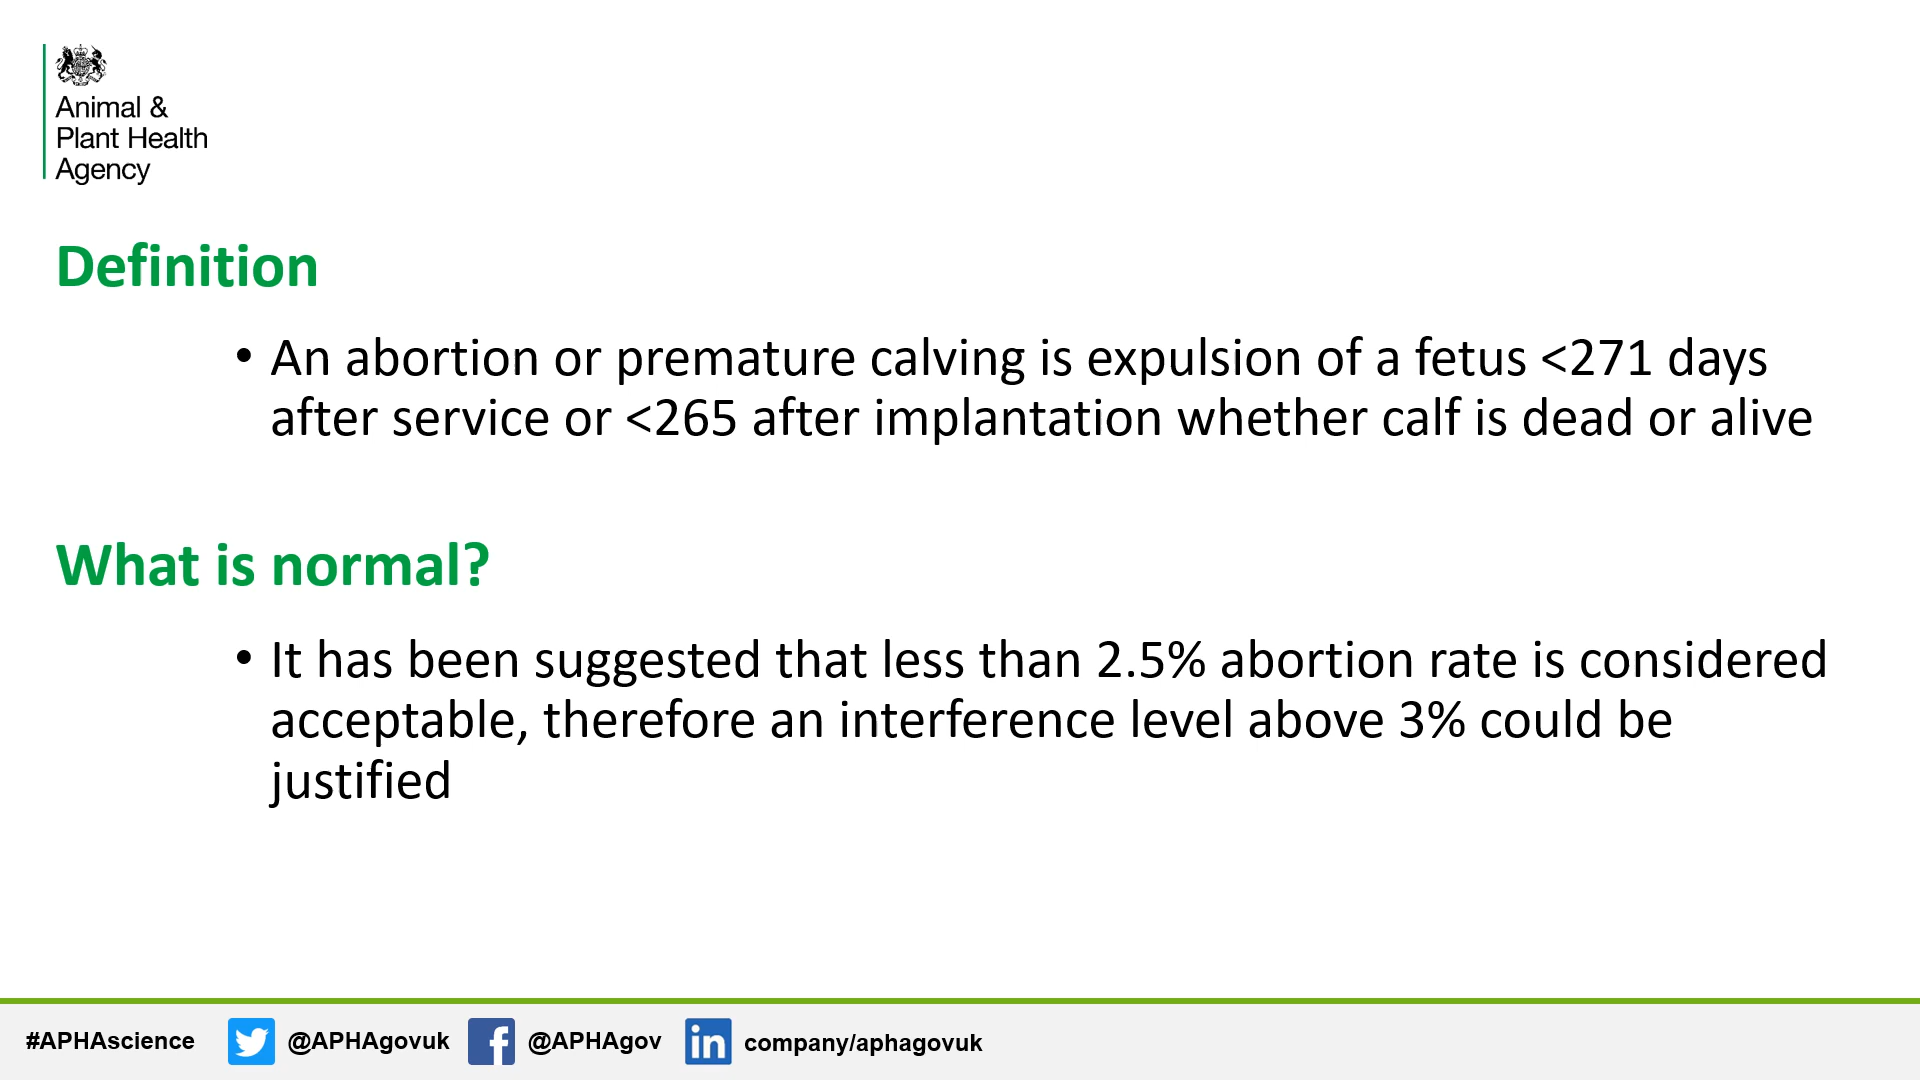 Animal &
Plant Health
Agency
Definition
• An abortion or premature calving is expulsion of a fetus <271 days
after service or <265 after implantation whether calf is dead or alive
What is normal?
• It has been suggested that less than 2.5% abortion rate is considered
acceptable, therefore an interference level above 3% could be
justified
#APHAscience @APHAgovuk @APHAgov in company/aphagovuk